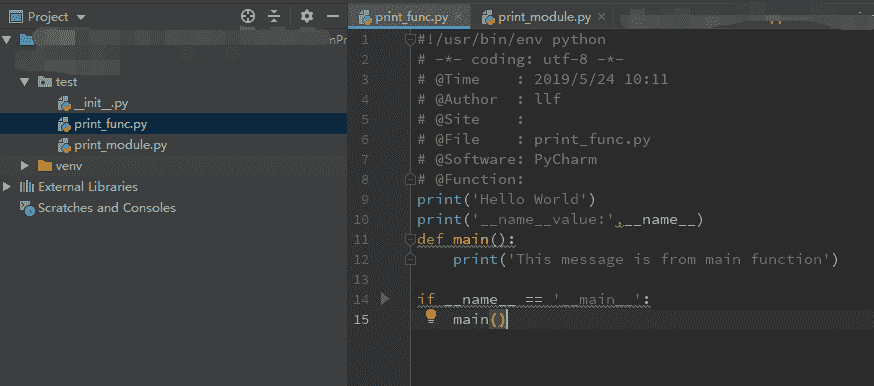 Project
print_func.py
print_module.py
test
__init__.py
print_func.py
print_module.py
venv
External Libraries
Scratches and Consoles
1 #!/usr/bin/env python
2 # -*- coding: utf-8 -*-
3 # @Time    : 2019/5/24 10:11
4 # @Author  : llf
5 # @Site    :
6 # @File    : print_func.py
7 # @Software: PyCharm
8 # @Function:
9 print('Hello World')
10 print('__name__value:',__name__)
11 def main():
12     print('This message is from main function')
13
14 if __name__ == '__main__':
15     main()